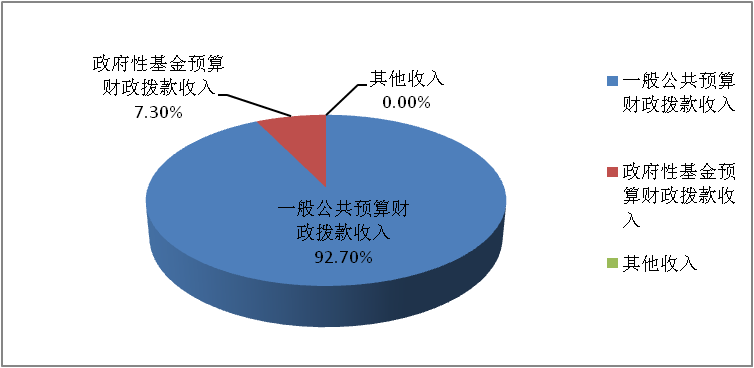 政府性基金预算
财政拨款收入
7.30%
其他收入
0.00%
一般公共预算财
政拨款收入
92.70%
一般公共预算
财政拨款收入
政府性基金预
算财政拨款收
入
其他收入